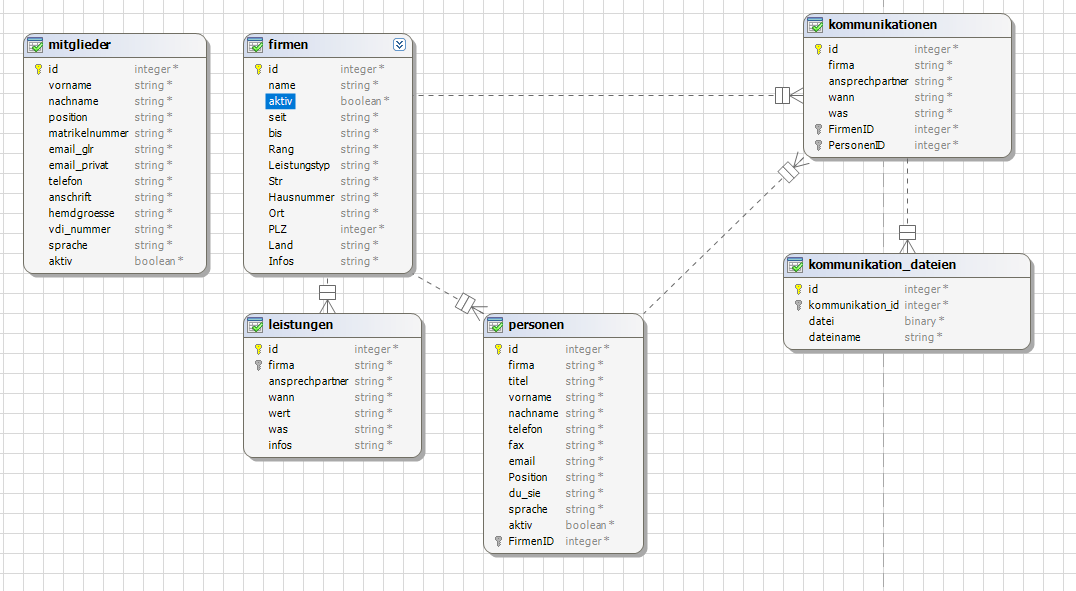 mitglieder
id integer *
vorname string *
nachname string *
position string *
matrikelnummer string *
email_glr string *
email_privat string *
telefon string *
anschrift string *
hemdgroesse string *
vdi_nummer string *
sprache string *
aktiv boolean *
firmen
id integer *
name string *
aktiv boolean *
seit string *
bis string *
Rang string *
Leistungstyp string *
Str string *
Hausnummer string *
Ort string *
PLZ integer *
Land string *
Infos string *
kommunikationen
id integer *
firma string *
ansprechpartner string *
wann string *
was string *
FirmenID integer *
PersonenID integer *
kommunikation_dateien
id integer *
kommunikation_id integer *
datei binary *
dateiname string *
leistungen
id integer *
firma string *
ansprechpartner string *
wann string *
wert string *
was string *
infos string *
personen
id integer *
firma string *
titel string *
vorname string *
nachname string *
telefon string *
fax string *
email string *
Position string *
du_sie string *
sprache string *
aktiv boolean *
FirmenID integer *